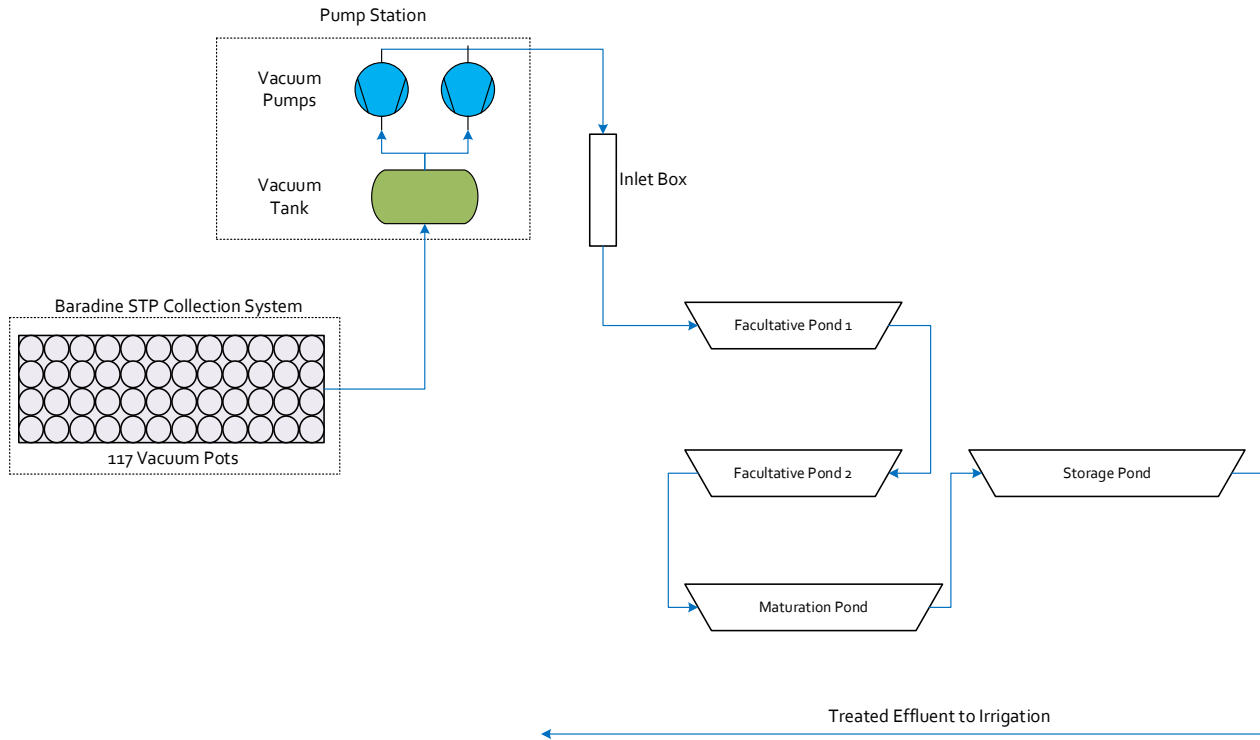 Pump Station
Vacuum
Pumps
Vacuum
Tank
Inlet Box
Baradine STP Collection System
117 Vacuum Pots
Facultative Pond 1
Facultative Pond 2
Storage Pond
Maturation Pond
Treated Effluent to Irrigation